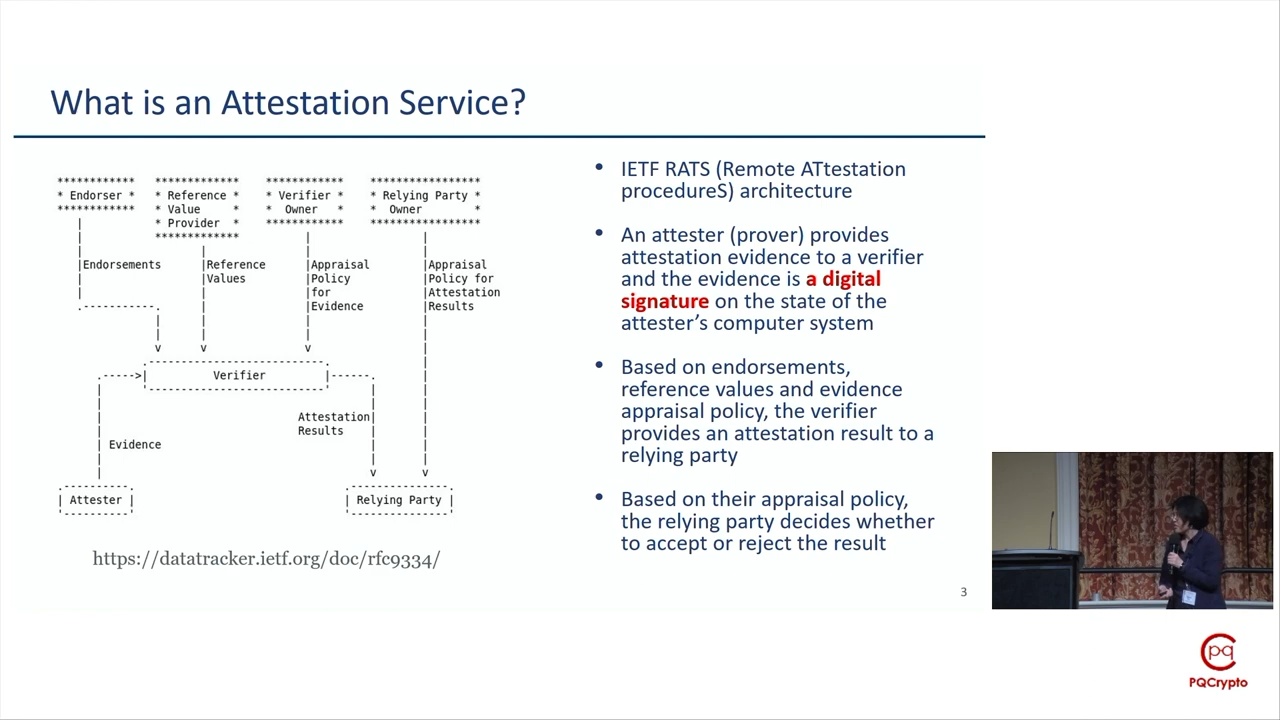 What is an Attestation Service?
************ ************* ************ *****************
* Endorser * * Reference * * Verifier * * Relying Party *
************ * Value * * Owner * * Owner *
* Provider * ************ *****************
*************
|Endorsements |Reference |Appraisal |Appraisal
|Values |Policy |Policy for
|for |Attestation
|Evidence |Results
Verifier
Attestation
Results
Evidence
| Attester | | Relying Party |
https://datatracker.ietf.org/doc/rfc9334/
• IETF RATS (Remote ATtestation
procedureS) architecture
• An attester (prover) provides
attestation evidence to a verifier
and the evidence is a digital
signature on the state of the
attester’s computer system
• Based on endorsements,
reference values and evidence
appraisal policy, the verifier
provides an attestation result to a
relying party
• Based on their appraisal policy,
the relying party decides whether
to accept or reject the result
3
pq
PQCrypto